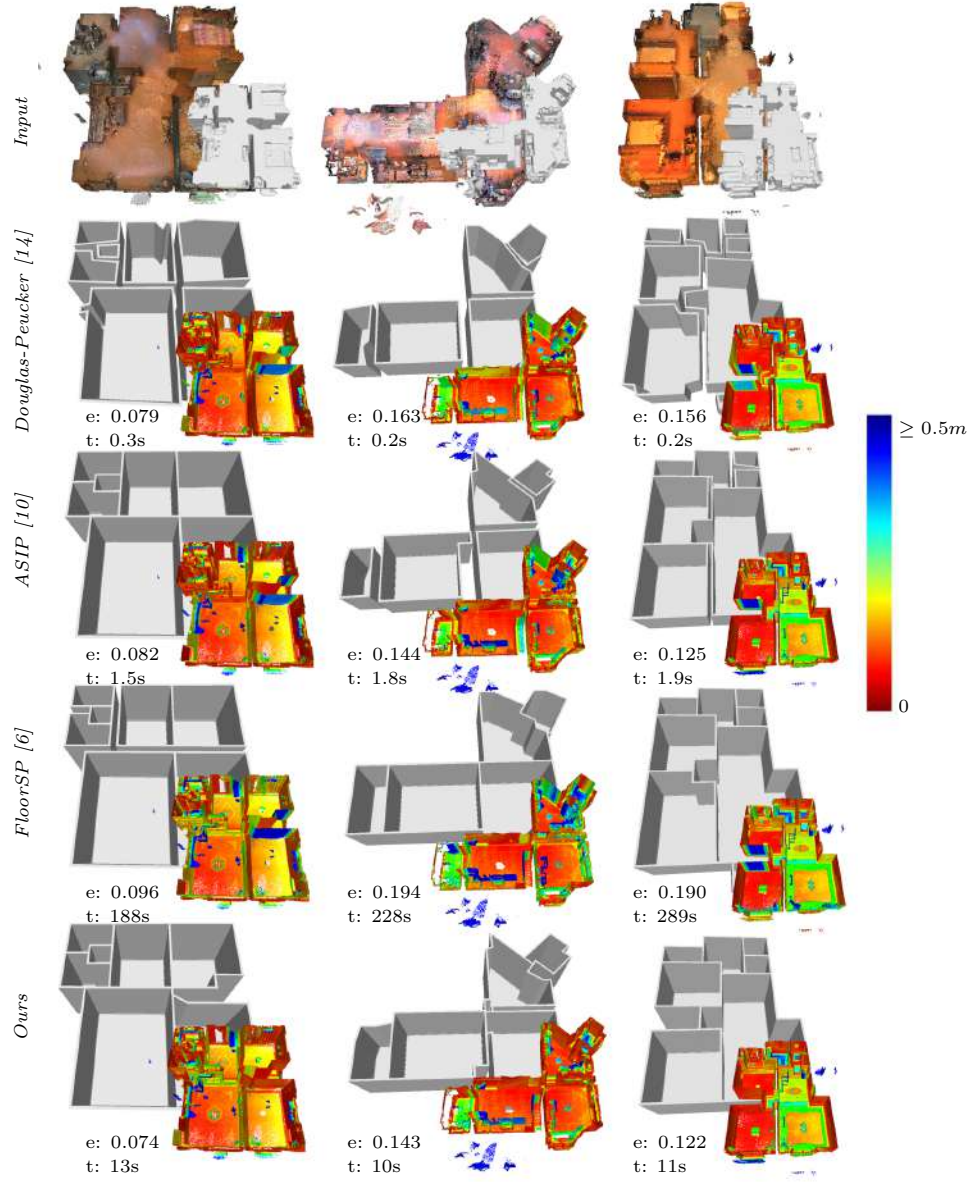 Input
Douglas-Peucker [14]
e: 0.079
t: 0.3s
e: 0.163
t: 0.2s
e: 0.156
t: 0.2s
≥ 0.5m
0
ASIP [10]
e: 0.082
t: 1.5s
e: 0.144
t: 1.8s
e: 0.125
t: 1.9s
FloorSP [6]
e: 0.096
t: 188s
e: 0.194
t: 228s
e: 0.190
t: 289s
Ours
e: 0.074
t: 13s
e: 0.143
t: 10s
e: 0.122
t: 11s